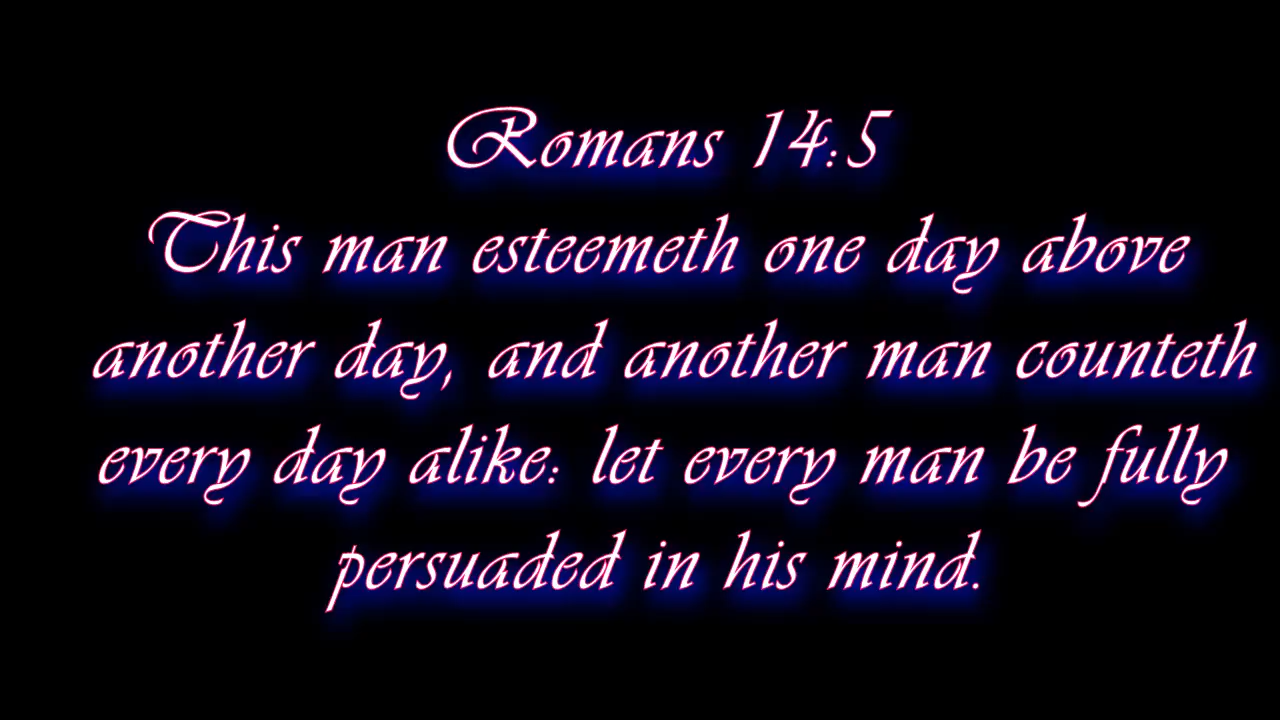 Romans 14:5
This man esteemeth one day above
another day, and another man counteth
every day alike: let every man be fully
persuaded in his mind.